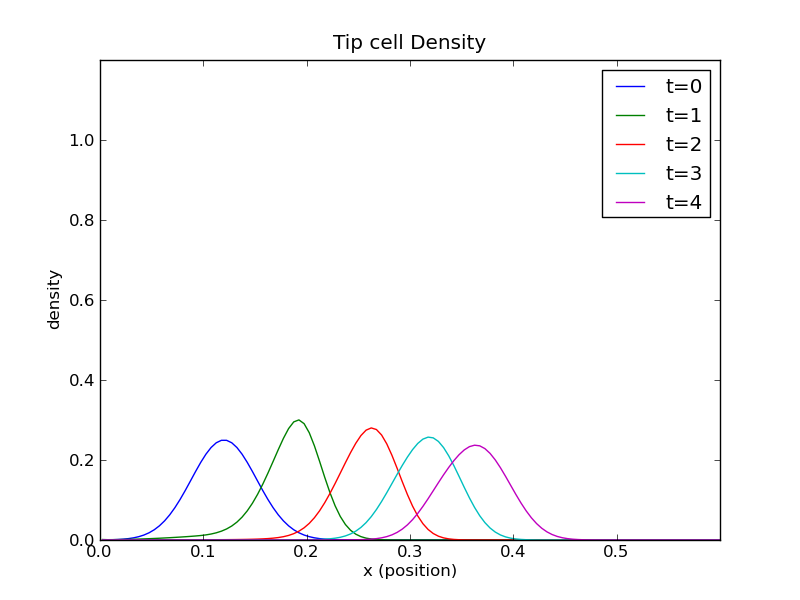 Tip cell Density
t=0
t=1
t=2
t=3
t=4
1.0
0.8
0.6
0.4
0.2
0.0
density
0.0 0.1 0.2 0.3 0.4 0.5
x (position)